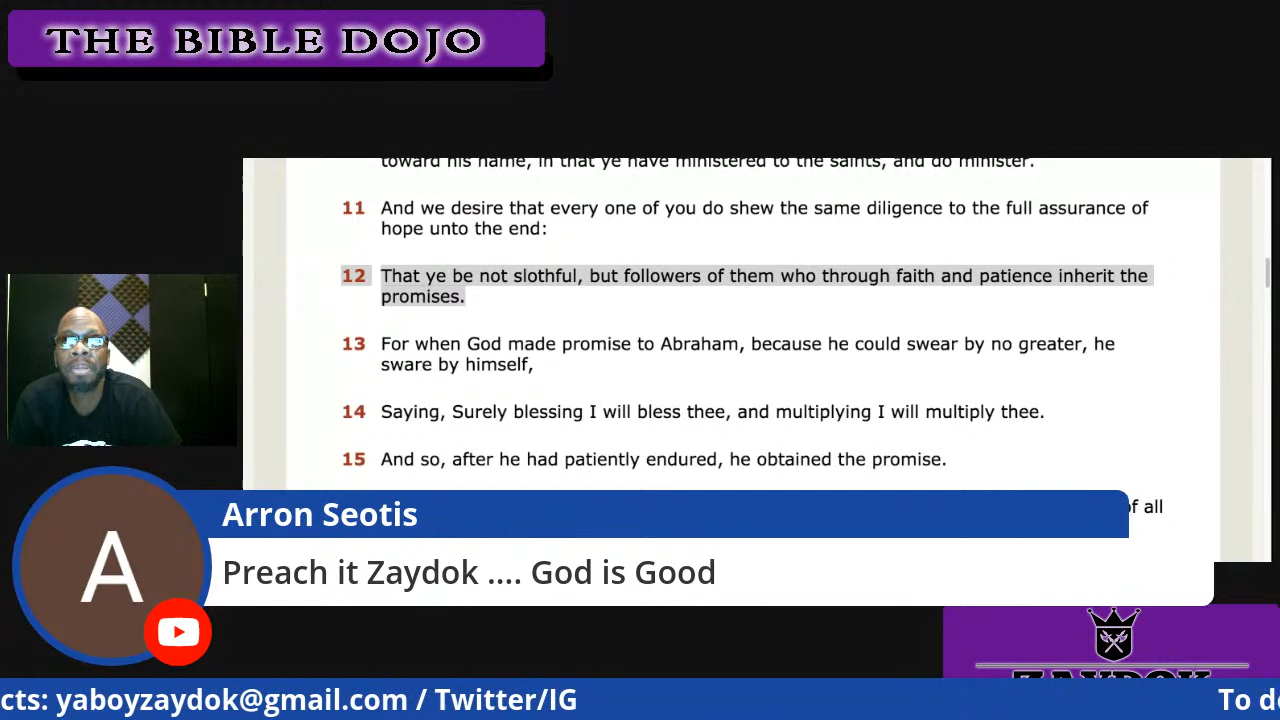 THE BIBLE DOJO
toward his name, in that ye have ministered to the saints, and do minister.
11 And we desire that every one of you do shew the same diligence to the full assurance of
hope unto the end:
12 That ye be not slothful, but followers of them who through faith and patience inherit the
promises.
13 For when God made promise to Abraham, because he could swear by no greater, he
sware by himself,
14 Saying, Surely blessing I will bless thee, and multiplying I will multiply thee.
15 And so, after he had patiently endured, he obtained the promise.
of all
Arron Seotis
A
Preach it Zaydok .... God is Good
ZAYDOK
cts: yaboyzaydok@gmail.com / Twitter/IG
To d